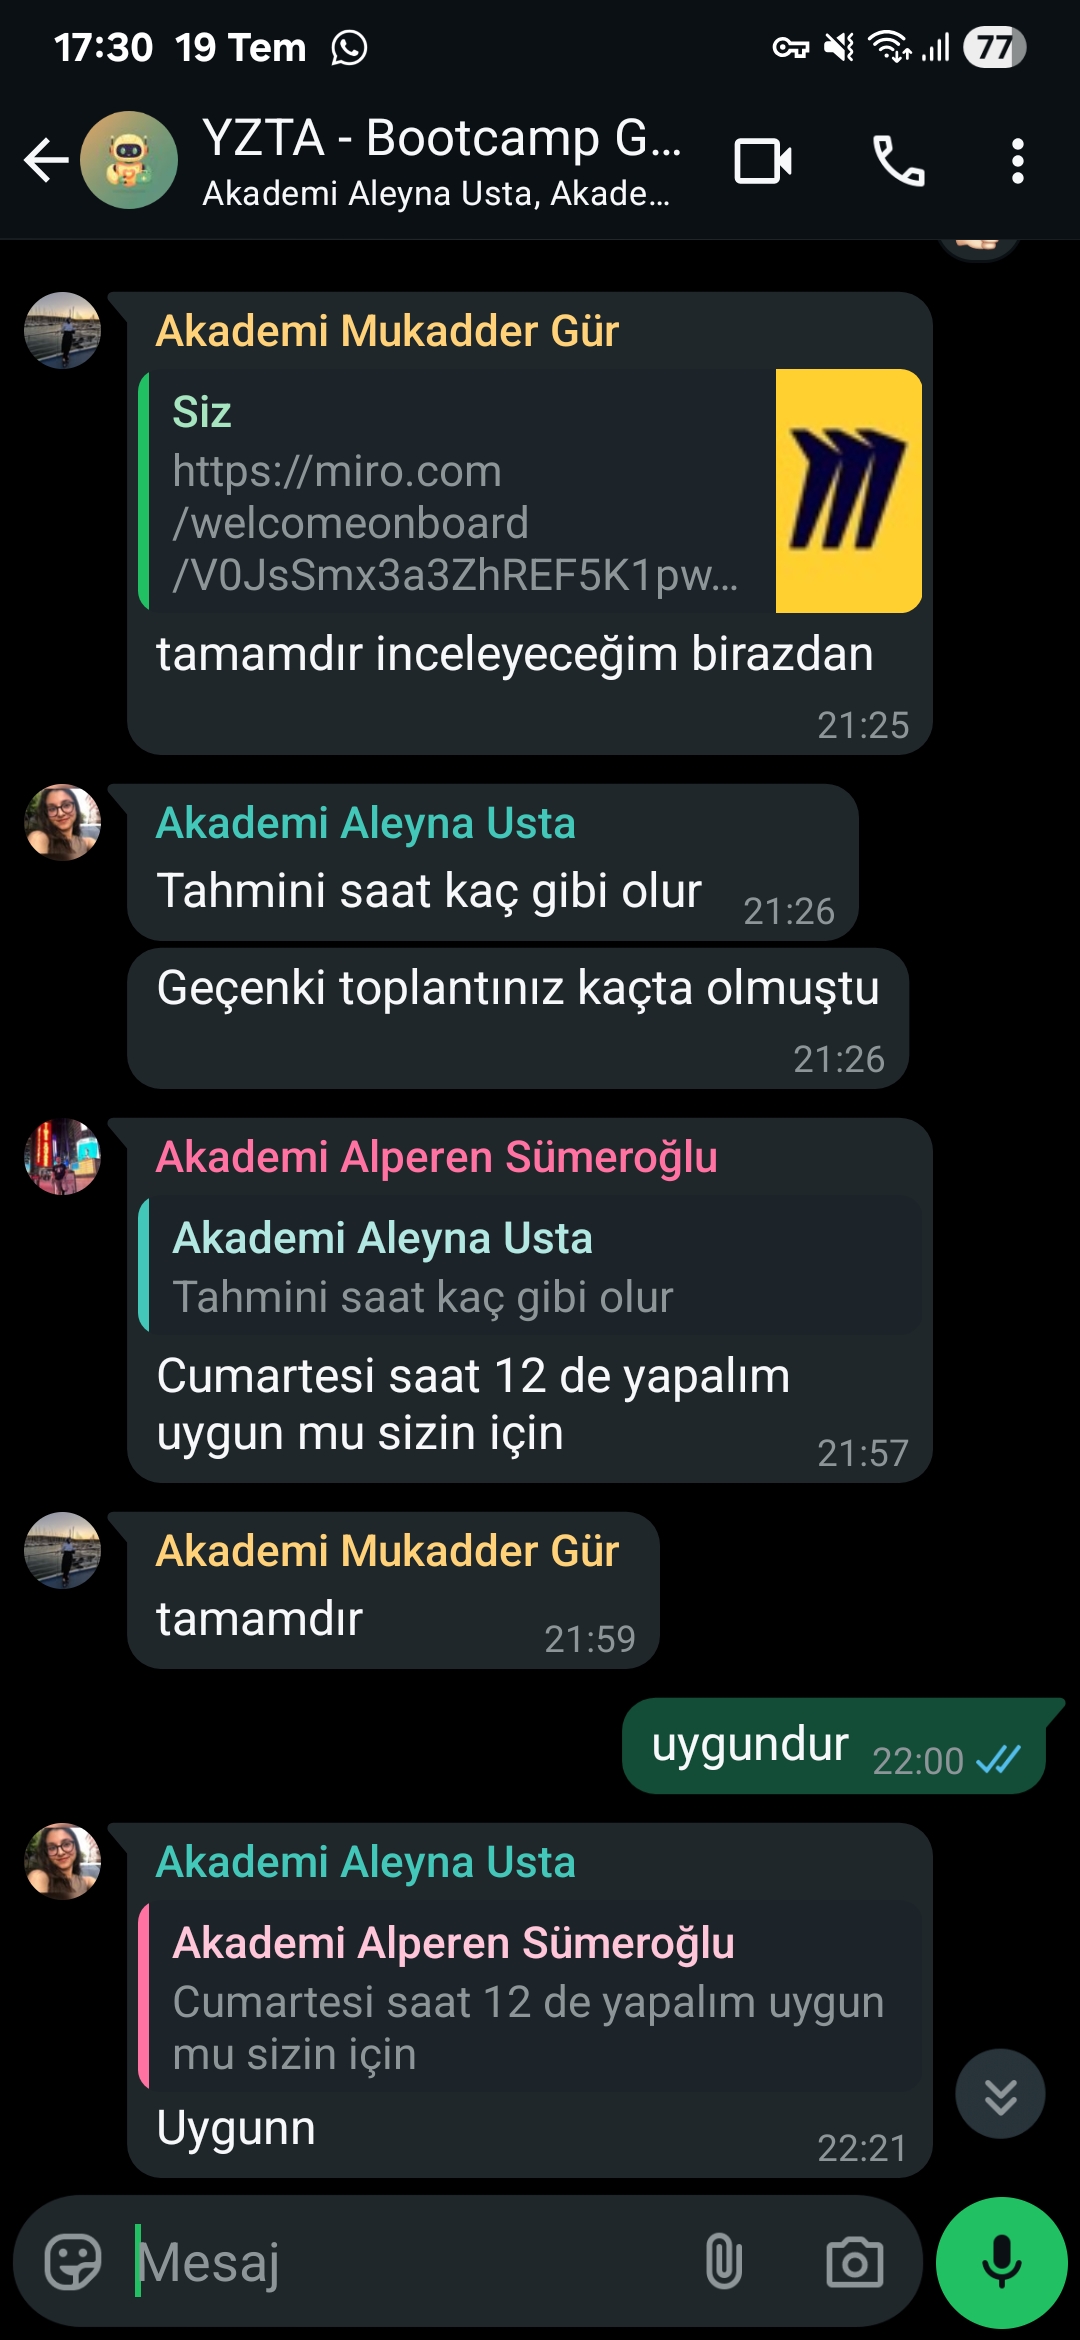 17:30 19 Tem
77
YZTA - Bootcamp G...
Akademi Aleyna Usta, Akade...
Akademi Mukadder Gür
Siz
https://miro.com
/welcomeonboard
/V0JsSmx3a3ZhREF5K1pw...
tamamdır inceleyeceğim birazdan
21:25
Akademi Aleyna Usta
Tahmini saat kaç gibi olur 21:26
Geçenki toplantınız kaçta olmuştu
21:26
Akademi Alperen Sümeroğlu
Akademi Aleyna Usta
Tahmini saat kaç gibi olur
Cumartesi saat 12 de yapalım
uygun mu sizin için 21:57
Akademi Mukadder Gür
tamamdır 21:59
uygundur 22:00
Akademi Aleyna Usta
Akademi Alperen Sümeroğlu
Cumartesi saat 12 de yapalım uygun
mu sizin için
Uygunn 22:21
Mesaj